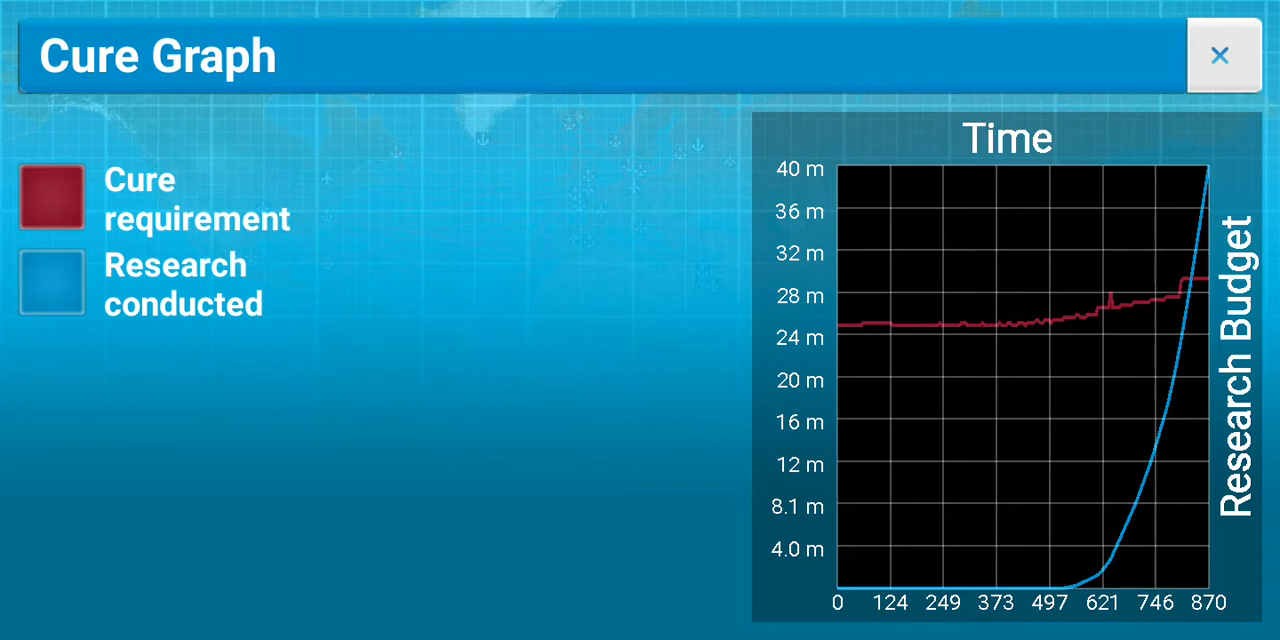 Cure Graph
×
Cure
requirement
Research
conducted
Time
40 m
36 m
32 m
28 m
24 m
20 m
16 m
12 m
8.1 m
4.0 m
0 124 249 373 497 621 746 870
Research Budget